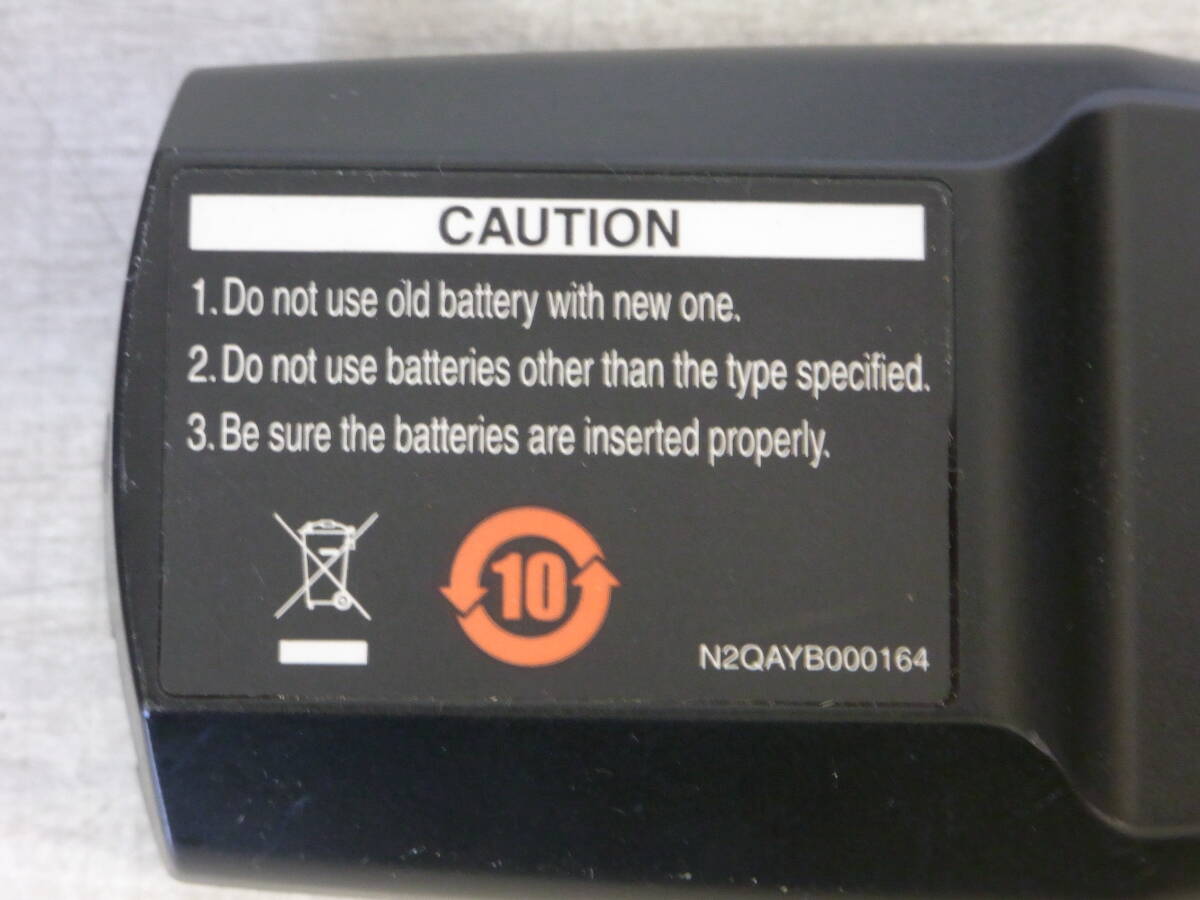 CAUTION
1. Do not use old battery with new one.
2. Do not use batteries other than the type specified.
3. Be sure the batteries are inserted properly.
10
N2QAYB000164